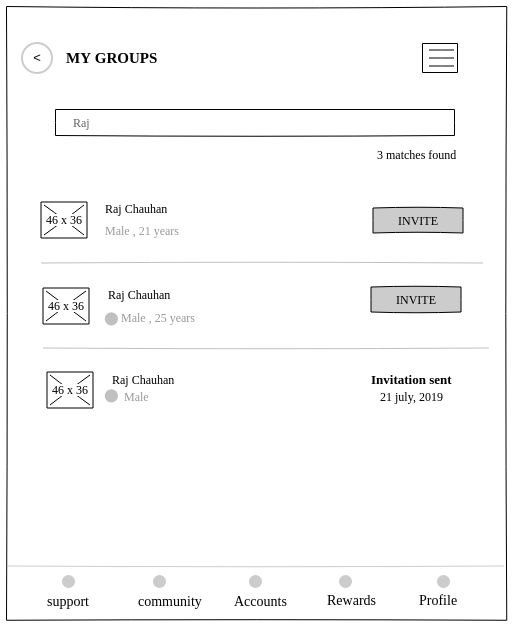 < MY GROUPS
Raj
3 matches found
46 x 36
Raj Chauhan
Male , 21 years
INVITE
46 x 36
Raj Chauhan
Male , 25 years
INVITE
46 x 36
Raj Chauhan
Male
Invitation sent
21 july, 2019
support community Accounts Rewards Profile